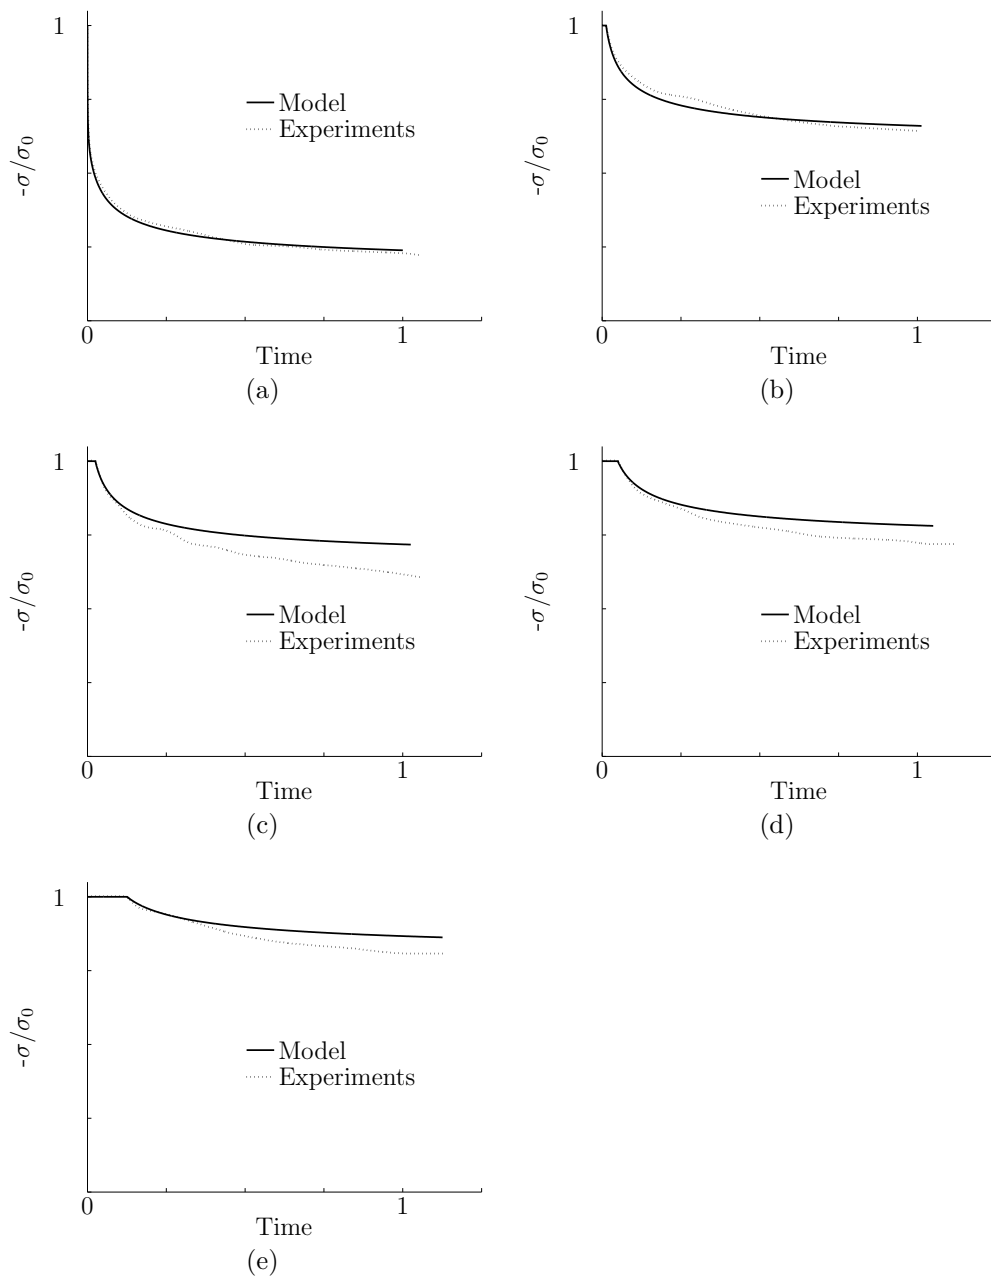 1
-σ/σ0
Model
Experiments
0
1
Time
(a)
1
-σ/σ0
Model
Experiments
0
1
Time
(b)
1
-σ/σ0
Model
Experiments
0
1
Time
(c)
1
-σ/σ0
Model
Experiments
0
1
Time
(d)
1
-σ/σ0
Model
Experiments
0
1
Time
(e)